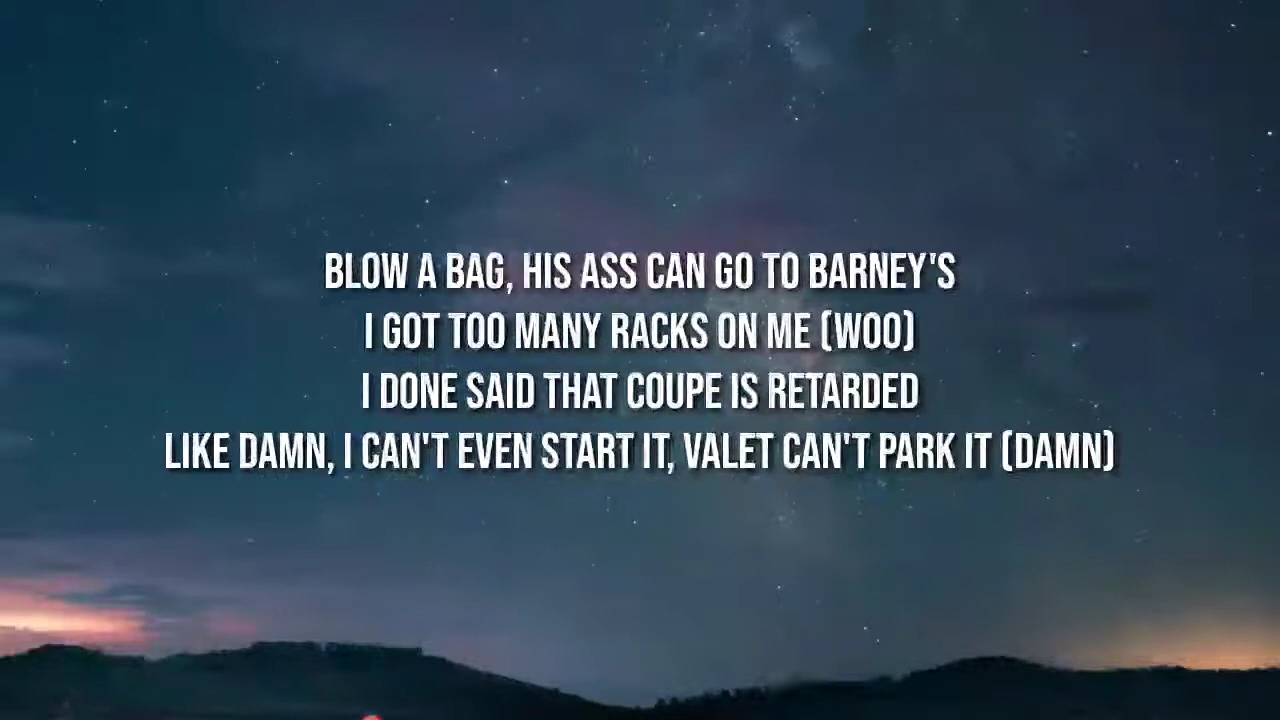 BLOW A BAG, HIS ASS CAN GO TO BARNEY'S
I GOT TOO MANY RACKS ON ME (WOO)
I DONE SAID THAT COUPE IS RETARDED
LIKE DAMN, I CAN'T EVEN START IT, VALET CAN'T PARK IT (DAMN)